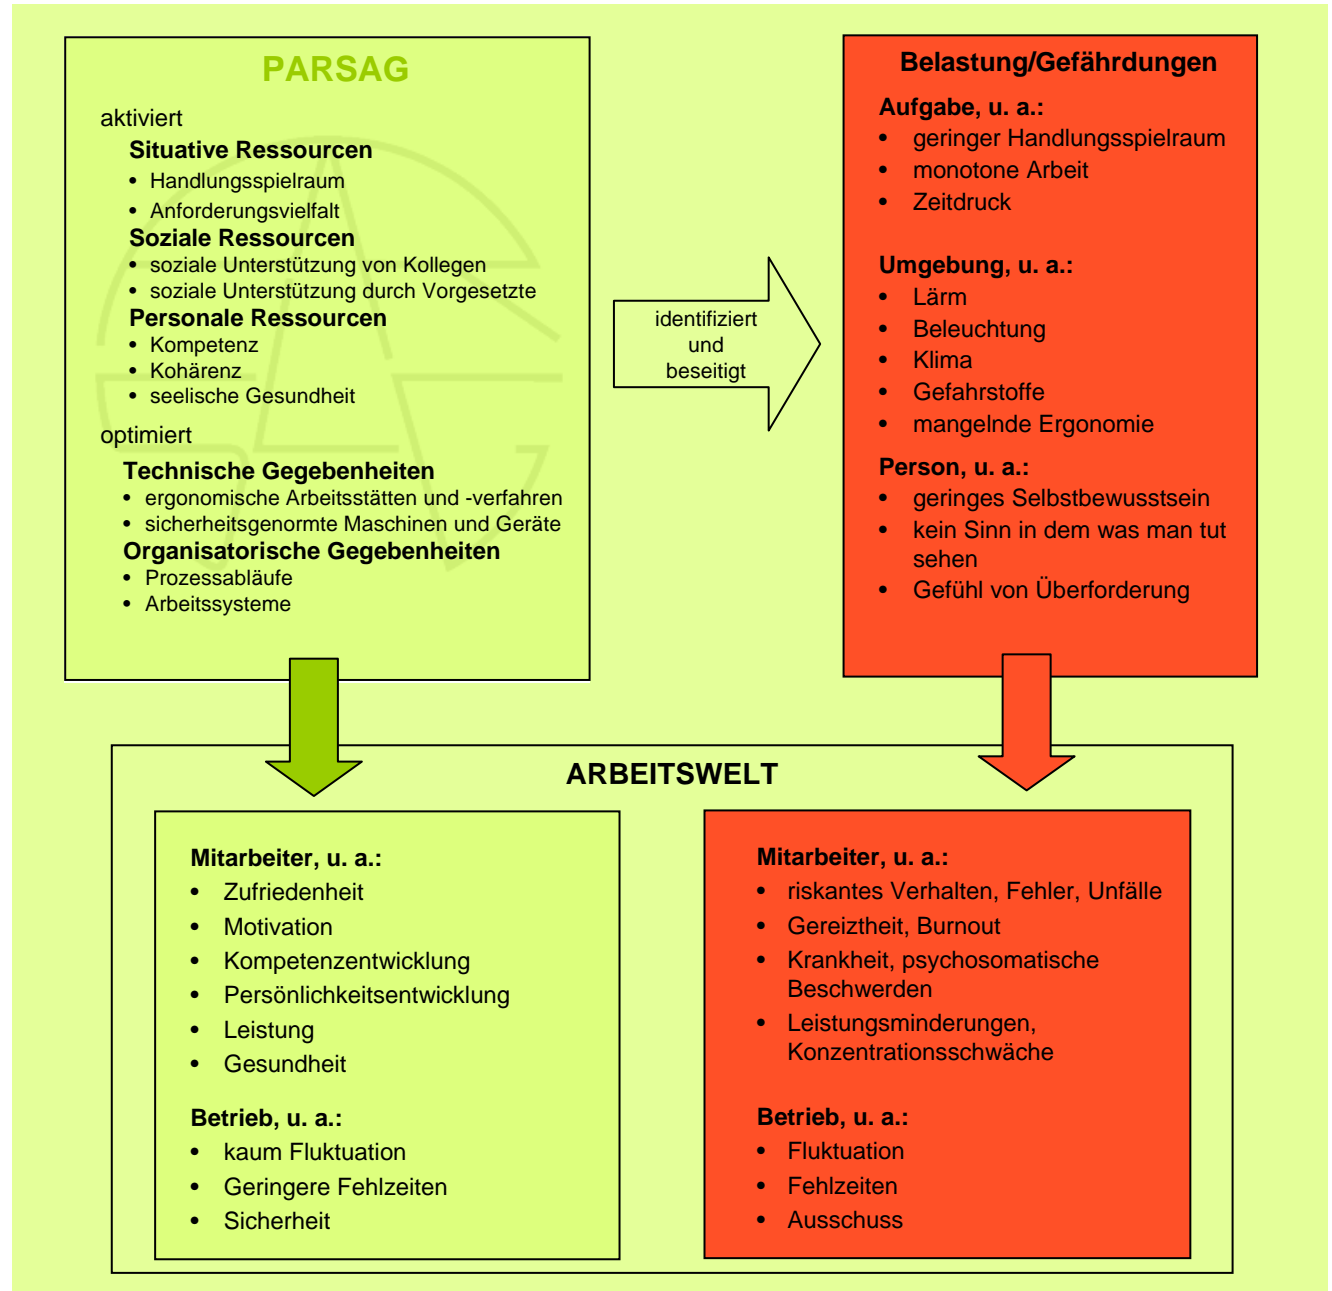 PARSAG
aktiviert
Situative Ressourcen
• Handlungsspielraum
• Anforderungsvielfalt
Soziale Ressourcen
• soziale Unterstützung von Kollegen
• soziale Unterstützung durch Vorgesetzte
Personale Ressourcen
• Kompetenz
• Kohärenz
• seelische Gesundheit
optimiert
Technische Gegebenheiten
• ergonomische Arbeitsstätten und -verfahren
• sicherheitsgenormte Maschinen und Geräte
Organisatorische Gegebenheiten
• Prozessabläufe
• Arbeitssysteme
identifiziert
und
beseitigt
Belastung/Gefährdungen
Aufgabe, u. a.:
• geringer Handlungsspielraum
• monotone Arbeit
• Zeitdruck
Umgebung, u. a.:
• Lärm
• Beleuchtung
• Klima
• Gefahrstoffe
• mangelnde Ergonomie
Person, u. a.:
• geringes Selbstbewusstsein
• kein Sinn in dem was man tut
sehen
• Gefühl von Überforderung
ARBEITSWELT
Mitarbeiter, u. a.:
• Zufriedenheit
• Motivation
• Kompetenzentwicklung
• Persönlichkeitsentwicklung
• Leistung
• Gesundheit
Betrieb, u. a.:
• kaum Fluktuation
• Geringere Fehlzeiten
• Sicherheit
Mitarbeiter, u. a.:
• riskantes Verhalten, Fehler, Unfälle
• Gereiztheit, Burnout
• Krankheit, psychosomatische
Beschwerden
• Leistungsminderungen,
Konzentrationsschwäche
Betrieb, u. a.:
• Fluktuation
• Fehlzeiten
• Ausschuss